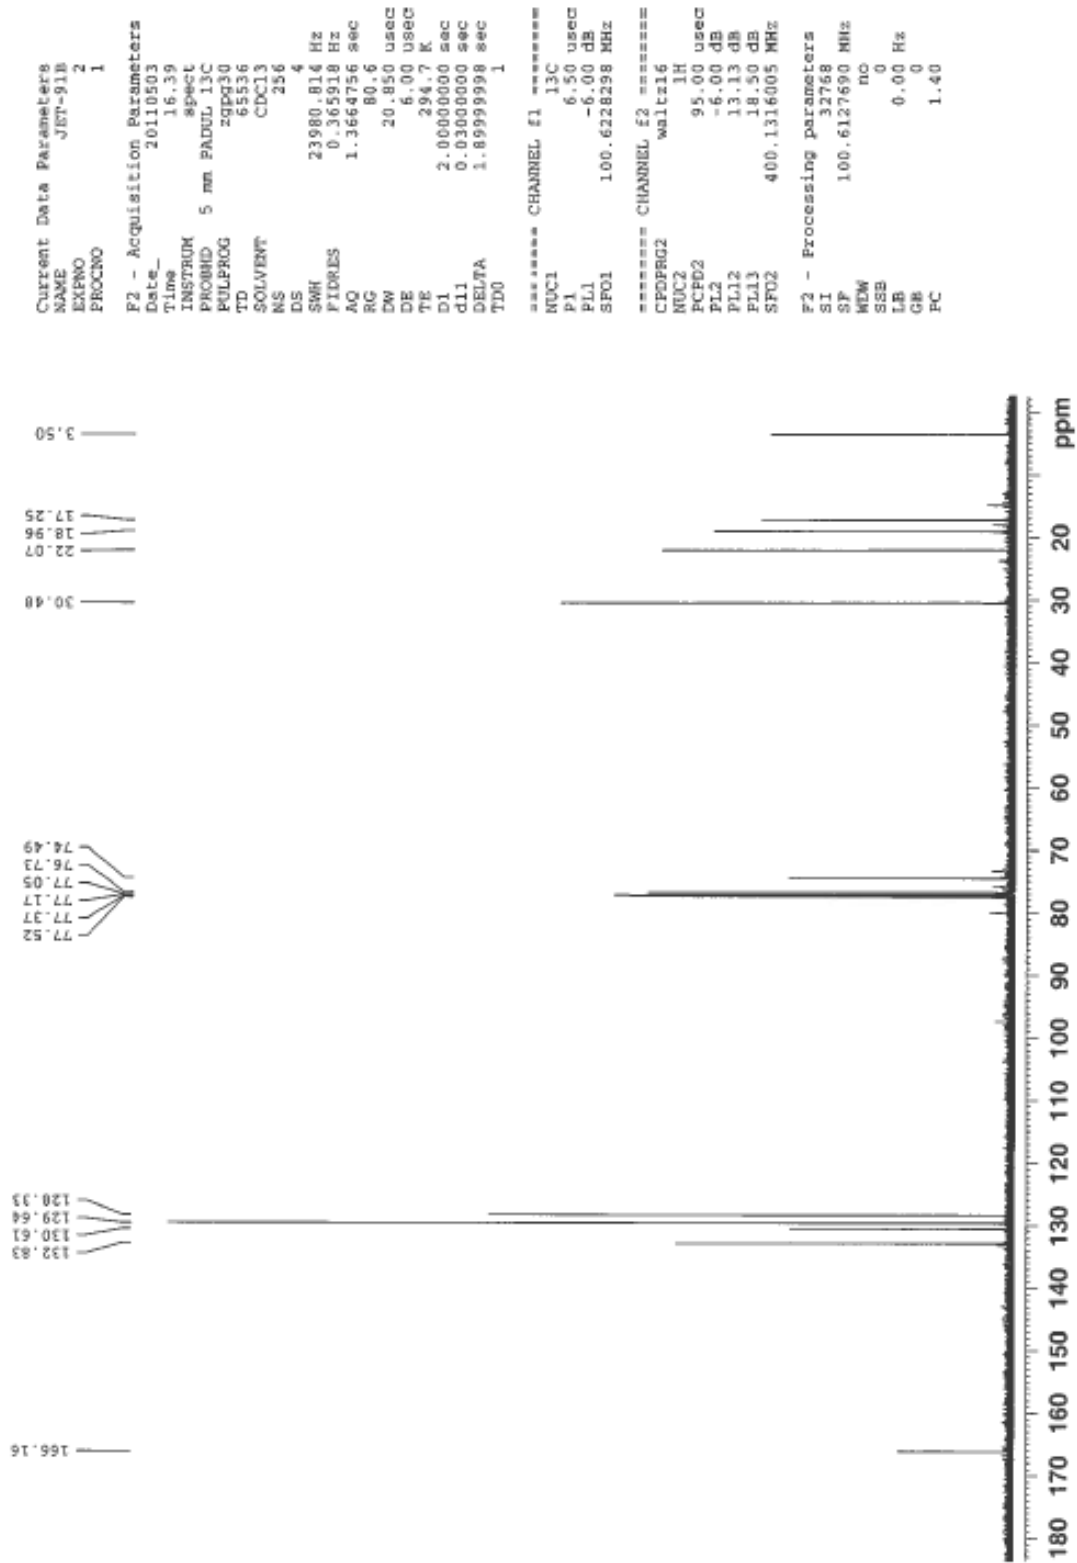 Current Data Parameters
NAME JET-91B
EXPNO 2
PROCNO 1
F2 - Acquisition Parameters
Date_ 20110503
Time 16.39
INSTRUM spect
PROBHD 5 mm PADUL 13C
PULPROG zgpg30
TD 65536
SOLVENT CDCl3
NS 256
DS 4
SWH 23980.814 Hz
FIDRES 0.365918 Hz
AQ 1.3664756 sec
RG 80.6
DW 20.850 usec
DE 6.00 usec
TE 294.7 K
D1 2.00000000 sec
d11 0.03000000 sec
DELTA 1.89999998 sec
TD0 1
======== CHANNEL f1 ========
NUC1 13C
P1 6.50 usec
PL1 -6.00 dB
SFO1 100.6228298 MHz
======== CHANNEL f2 ========
CPDPRG2 waltz16
NUC2 1H
PCPD2 95.00 usec
PL2 -6.00 dB
PL12 13.13 dB
PL13 18.50 dB
SFO2 400.1316005 MHz
F2 - Processing parameters
SI 32768
SF 100.6127690 MHz
WDW no
SSB 0
LB 0.00 Hz
GB 0
PC 1.40
166.16
132.83
130.61
129.64
128.33
77.52
77.37
77.17
77.05
76.73
74.49
30.48
22.07
18.96
17.25
3.50
180 170 160 150 140 130 120 110 100 90 80 70 60 50 40 30 20 ppm